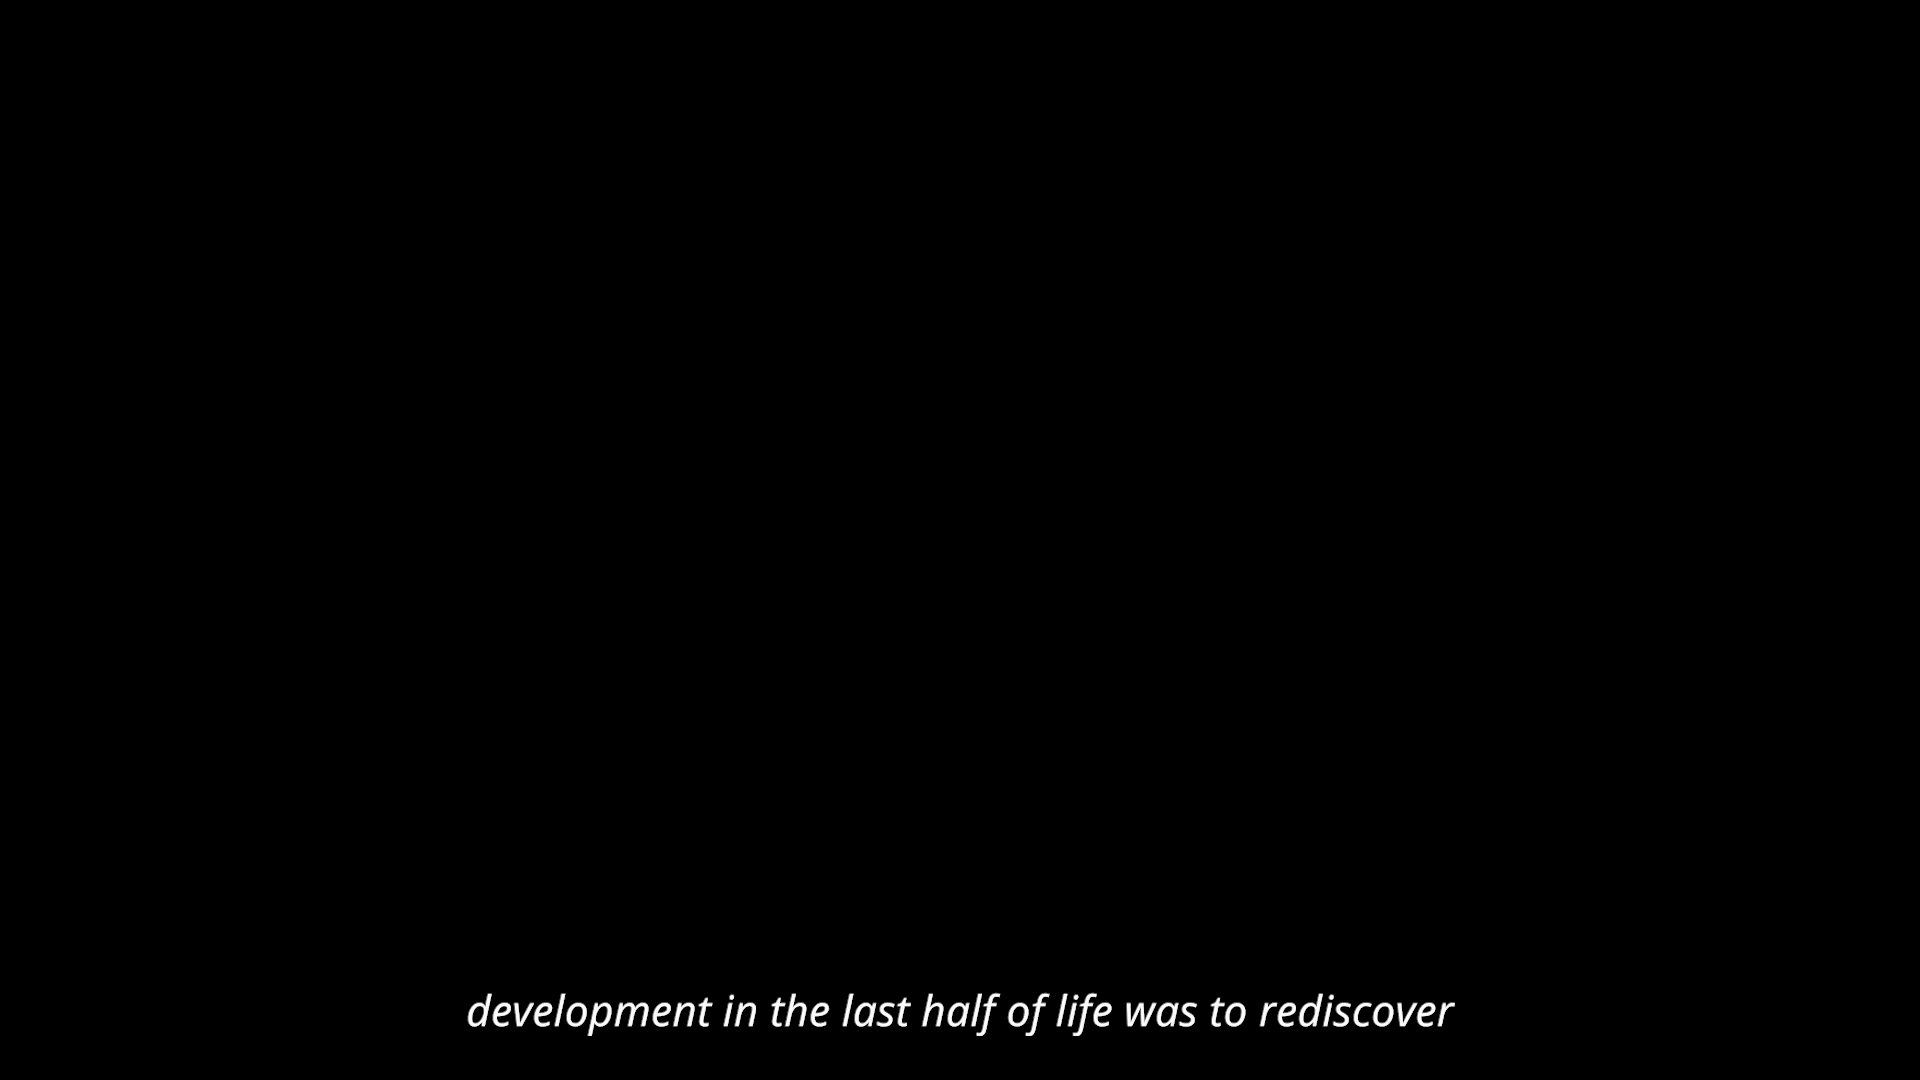 development in the last half of life was to rediscover